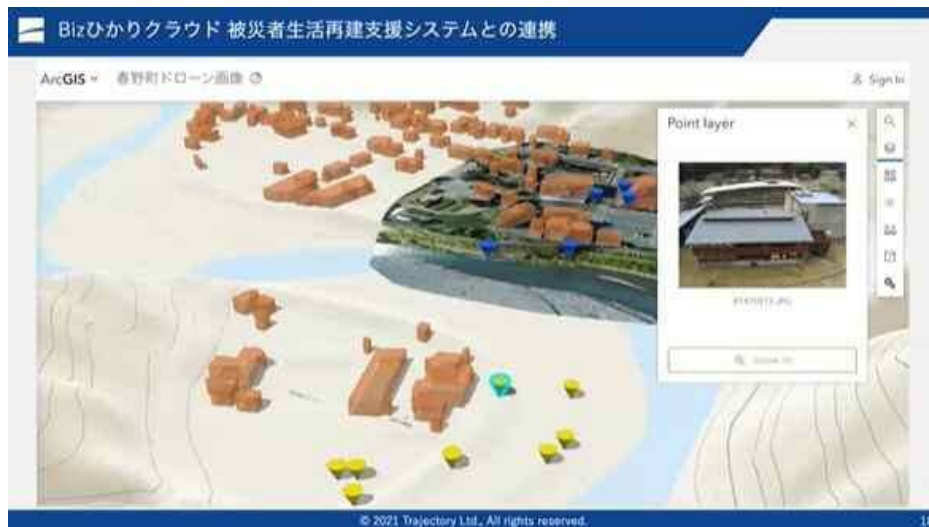 Bizひかりクラウド 被災者生活再建支援システムとの連携
ArcGIS
春野町ドローン画像
Sign In
Point layer
© 2021 Trajectory Ltd., All rights reserved.